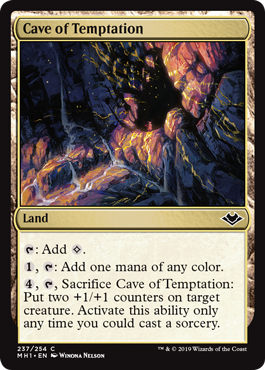 Cave of Temptation
Land
: Add .
1, : Add one mana of any color.
4, , Sacrifice Cave of Temptation:
Put two +1/+1 counters on target
creature. Activate this ability only
any time you could cast a sorcery.
237/254 C
MH1 • EN Winona Nelson
™ & © 2019 Wizards of the Coast